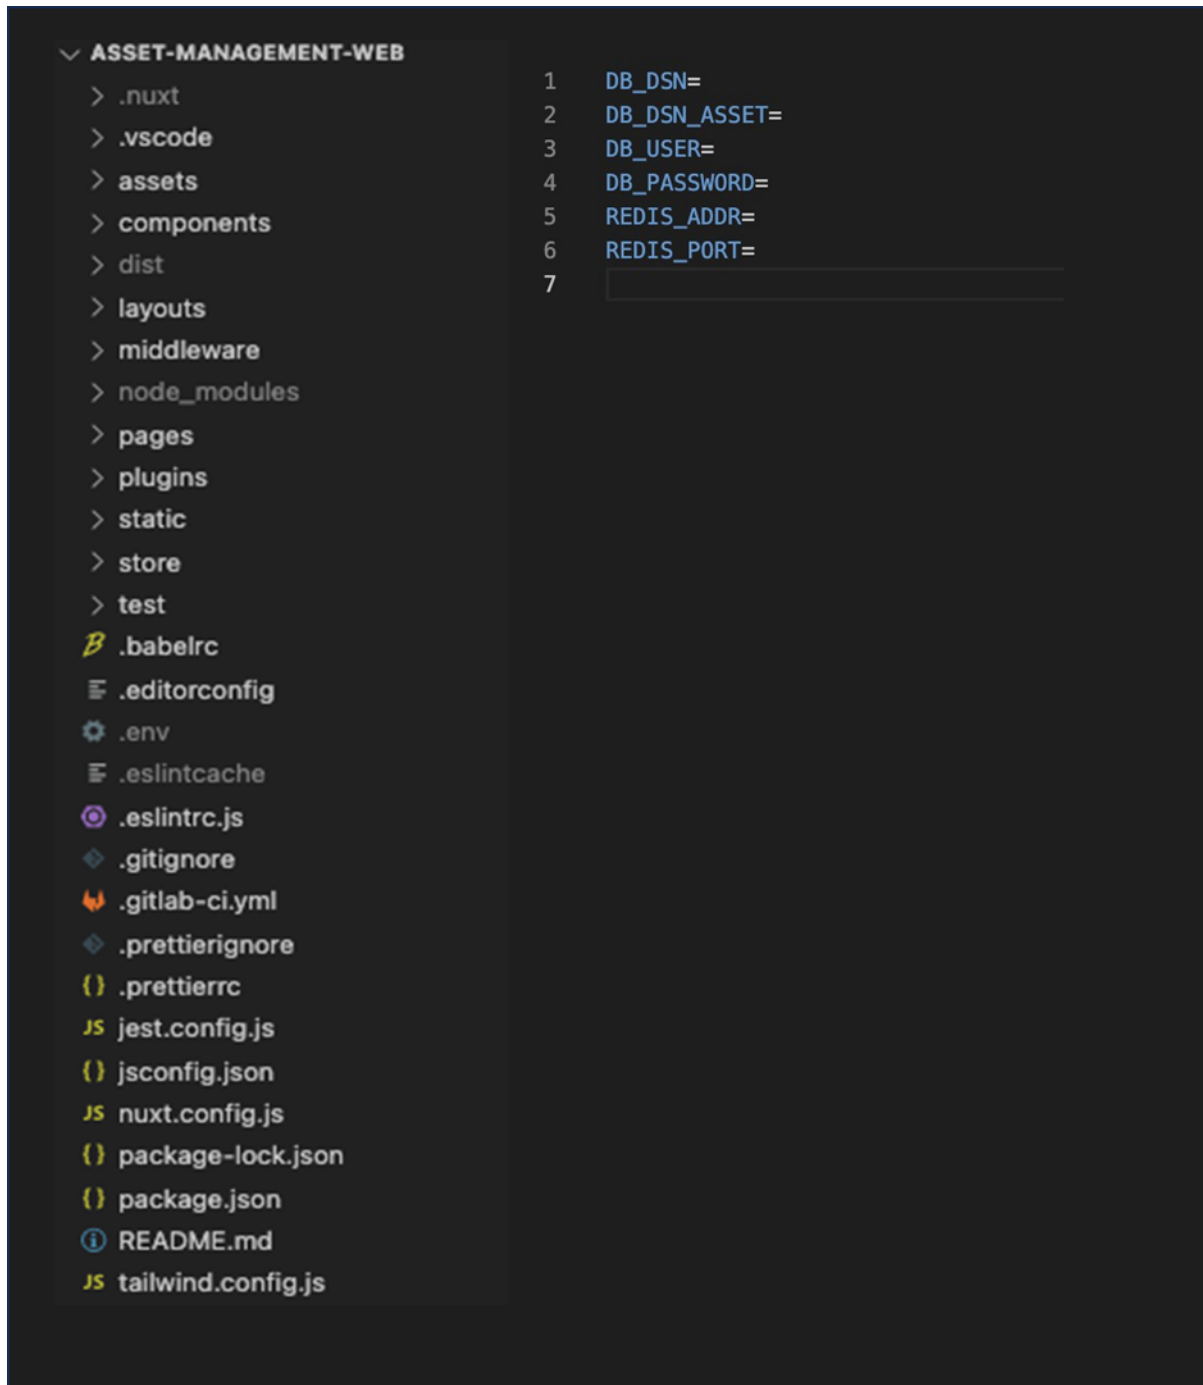 ASSET-MANAGEMENT-WEB
.nuxt
.vscode
assets
components
dist
layouts
middleware
node_modules
pages
plugins
static
store
test
.babelrc
.editorconfig
.env
.eslintcache
.eslintrc.js
.gitignore
.gitlab-ci.yml
.prettierignore
.prettierrc
JS jest.config.js
jsconfig.json
JS nuxt.config.js
package-lock.json
package.json
README.md
JS tailwind.config.js
1 DB_DSN=
2 DB_DSN_ASSET=
3 DB_USER=
4 DB_PASSWORD=
5 REDIS_ADDR=
6 REDIS_PORT=
7